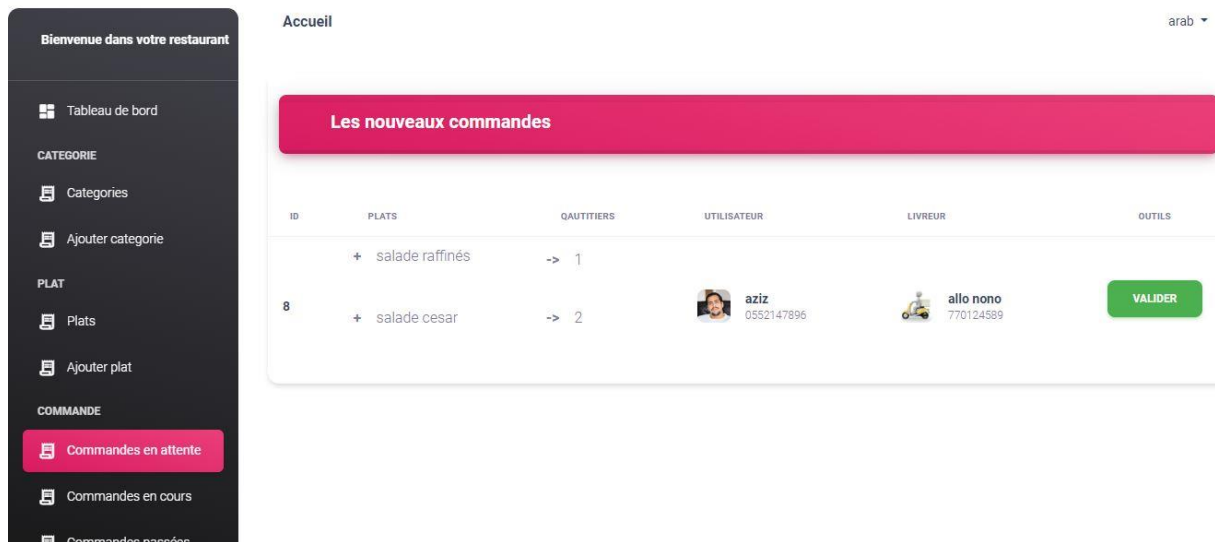 Bienvenue dans votre restaurant
Tableau de bord
CATEGORIE
Categories
Ajouter categorie
PLAT
Plats
Ajouter plat
COMMANDE
Commandes en attente
Commandes en cours
Commandes passées
Accueil
arab
Les nouveaux commandes
ID PLATS QAUTITIERS UTILISATEUR LIVREUR OUTILS
+ salade raffinés -> 1
8 aziz allo nono VALIDER
0552147896 770124589
+ salade cesar -> 2